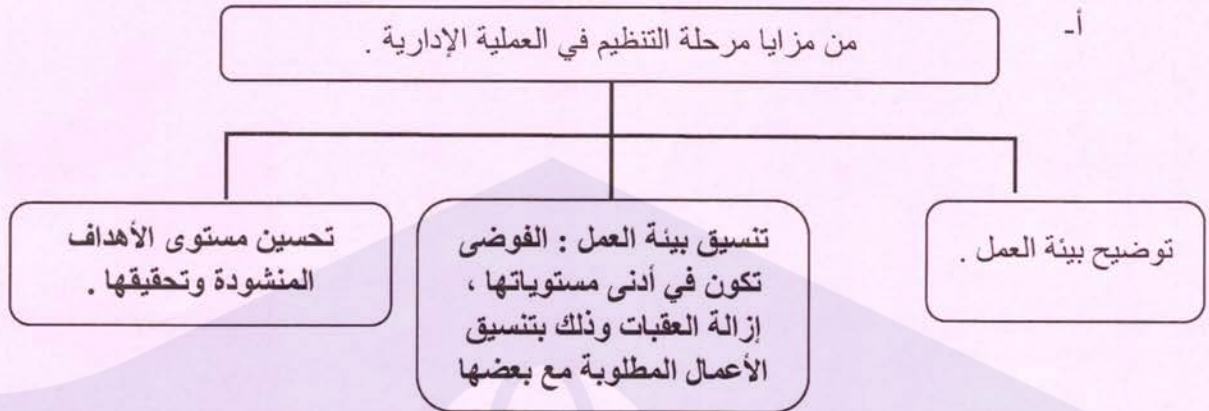 أ-
من مزايا مرحلة التنظيم في العملية الإدارية .
توضيح بيئة العمل .
تنسيق بيئة العمل : الفوضى
تكون في أدنى مستوياتها ،
إزالة العقبات وذلك بتنسيق
الأعمال المطلوبة مع بعضها
تحسين مستوى الأهداف
المنشودة وتحقيقها .